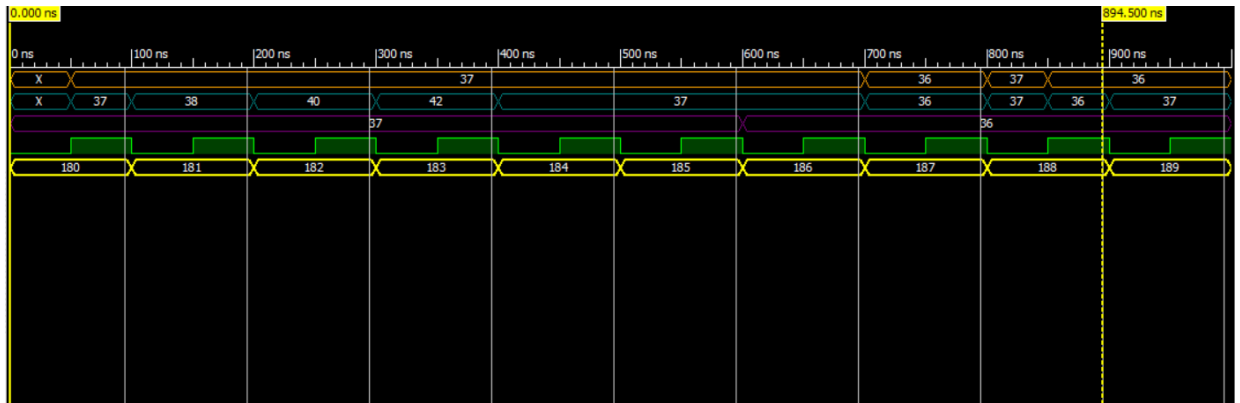 0.000 ns 894.500 ns
0 ns 100 ns 200 ns 300 ns 400 ns 500 ns 600 ns 700 ns 800 ns 900 ns
X 37 36 37 36
X 37 38 40 42 37 36 37 36 37
37 36
180 181 182 183 184 185 186 187 188 189